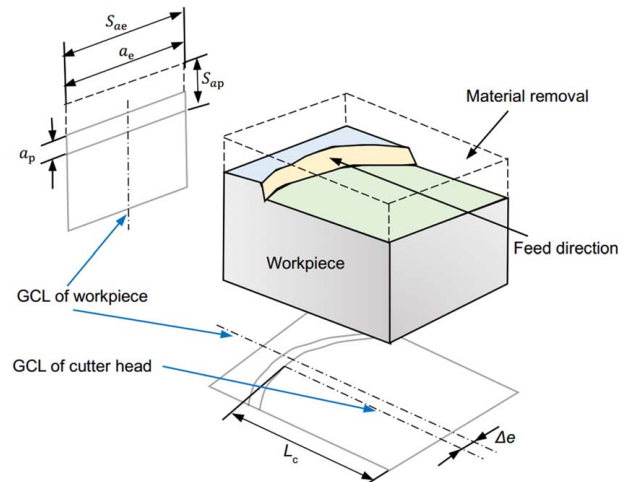 S_ae
a_e
S_ap
a_p
Material removal
Feed direction
Workpiece
GCL of workpiece
GCL of cutter head
Δe
L_c